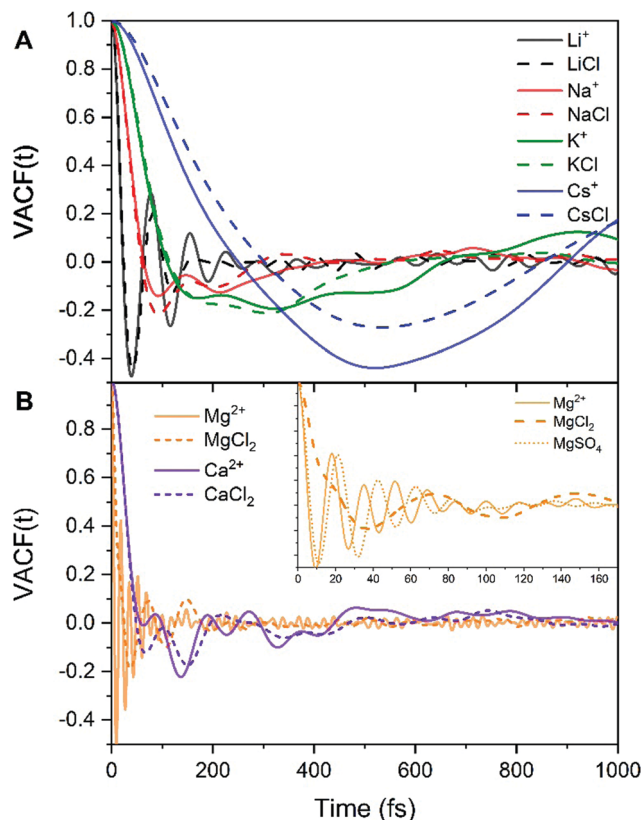 A
VACF(t)
1.0
0.8
0.6
0.4
0.2
0.0
-0.2
-0.4
Li⁺
LiCl
Na⁺
NaCl
K⁺
KCl
Cs⁺
CsCl
B
VACF(t)
0.8
0.6
0.4
0.2
0.0
-0.2
-0.4
Mg²⁺
MgCl₂
Ca²⁺
CaCl₂
Mg²⁺
MgCl₂
MgSO₄
0 20 40 60 80 100 120 140 160
0 200 400 600 800 1000
Time (fs)